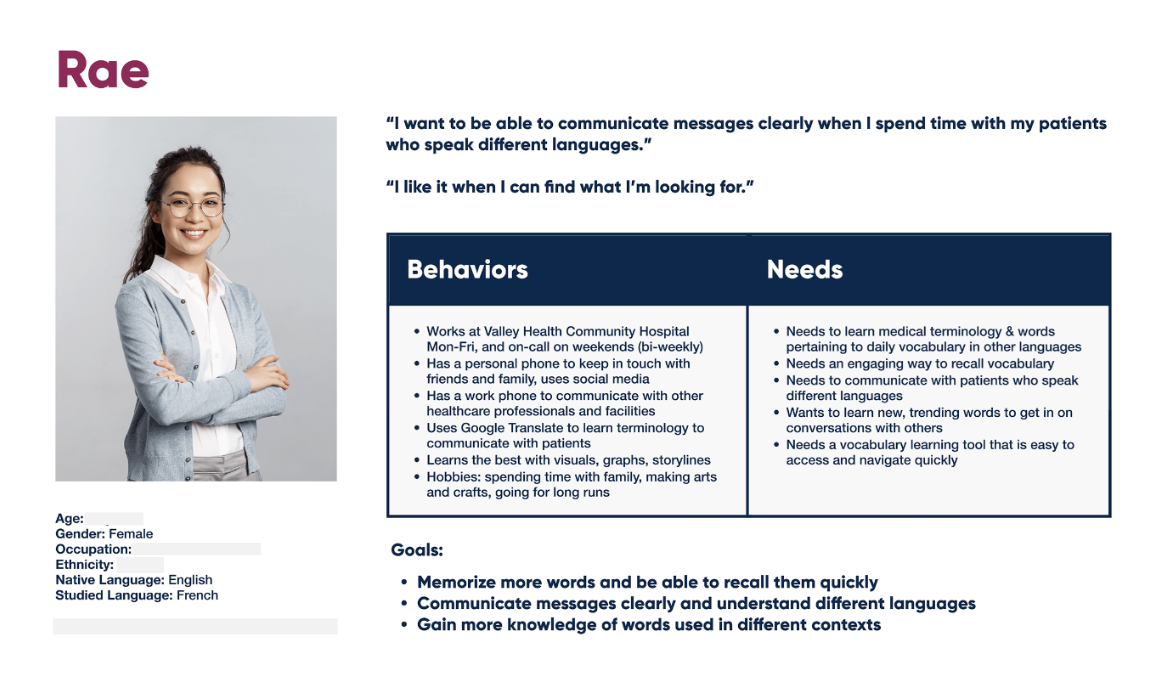 Rae
“I want to be able to communicate messages clearly when I spend time with my patients
who speak different languages.”
“I like it when I can find what I’m looking for.”
Behaviors
• Works at Valley Health Community Hospital
Mon-Fri, and on-call on weekends (bi-weekly)
• Has a personal phone to keep in touch with
friends and family, uses social media
• Has a work phone to communicate with other
healthcare professionals and facilities
• Uses Google Translate to learn terminology to
communicate with patients
• Learns the best with visuals, graphs, storylines
• Hobbies: spending time with family, making arts
and crafts, going for long runs
Needs
• Needs to learn medical terminology & words
pertaining to daily vocabulary in other languages
• Needs an engaging way to recall vocabulary
• Needs to communicate with patients who speak
different languages
• Wants to learn new, trending words to get in on
conversations with others
• Needs a vocabulary learning tool that is easy to
access and navigate quickly
Age:
Gender: Female
Occupation:
Ethnicity:
Native Language: English
Studied Language: French
Goals:
• Memorize more words and be able to recall them quickly
• Communicate messages clearly and understand different languages
• Gain more knowledge of words used in different contexts